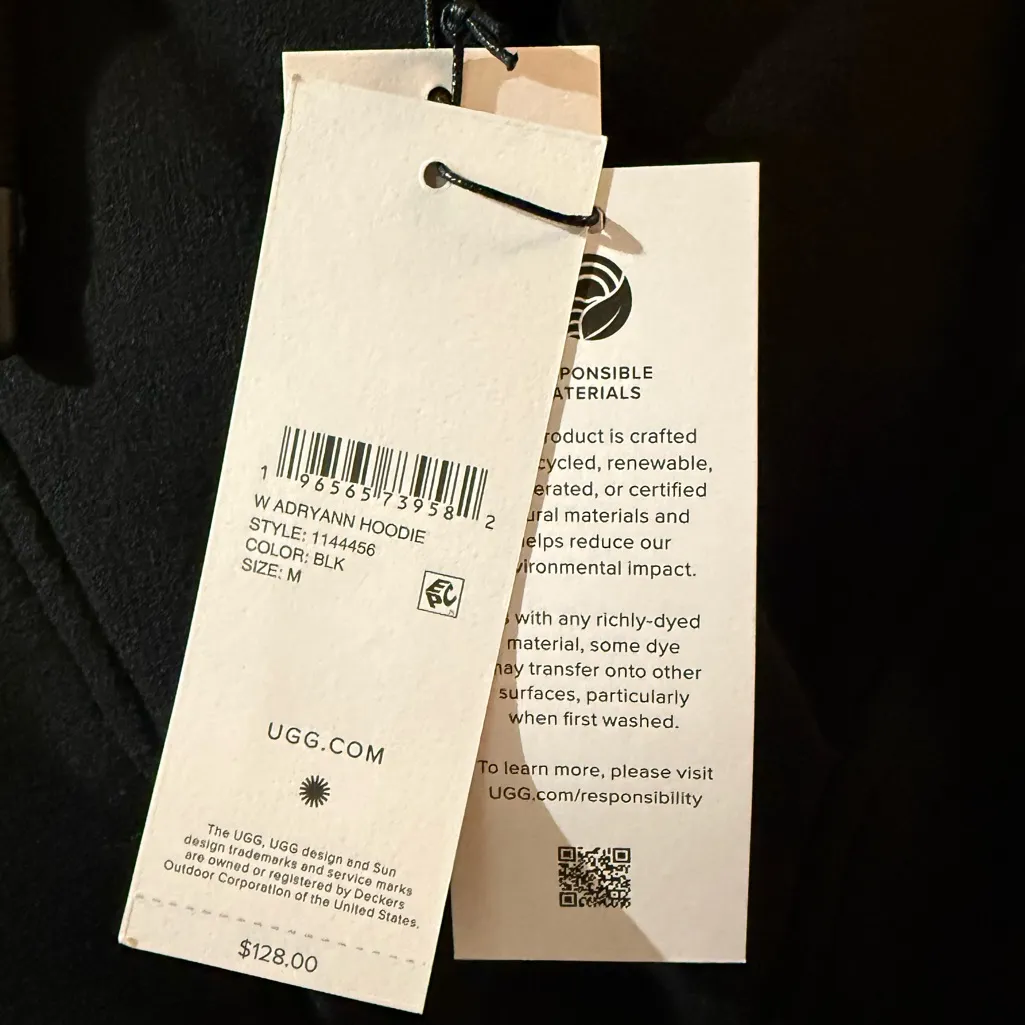 1 96565 73958 2
W ADRYANN HOODIE
STYLE: 1144456
COLOR: BLK
SIZE: M
EPC
UGG.COM
The UGG, UGG design and Sun
design trademarks and service marks
are owned or registered by Deckers
Outdoor Corporation of the United States.
$128.00
PONSIBLE
ATERIALS
roduct is crafted
cycled, renewable,
erated, or certified
ural materials and
elps reduce our
vironmental impact.
s with any richly-dyed
material, some dye
may transfer onto other
surfaces, particularly
when first washed.
To learn more, please visit
UGG.com/responsibility